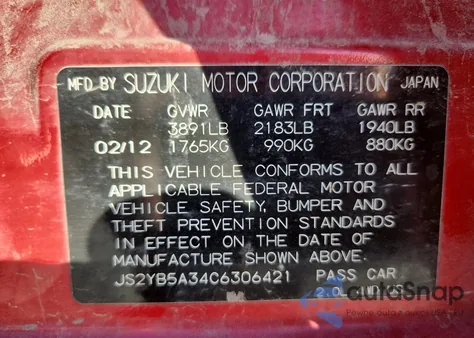 MFD BY SUZUKI MOTOR CORPORATION JAPAN
DATE GVWR GAWR FRT GAWR RR
3891LB 2183LB 1940LB
02/12 1765KG 990KG 880KG
THIS VEHICLE CONFORMS TO ALL
APPLICABLE FEDERAL MOTOR
VEHICLE SAFETY, BUMPER AND
THEFT PREVENTION STANDARDS
IN EFFECT ON THE DATE OF
MANUFACTURE SHOWN ABOVE.
JS2YB5A34C6306421 PASS CAR
2.0L
autoSnap